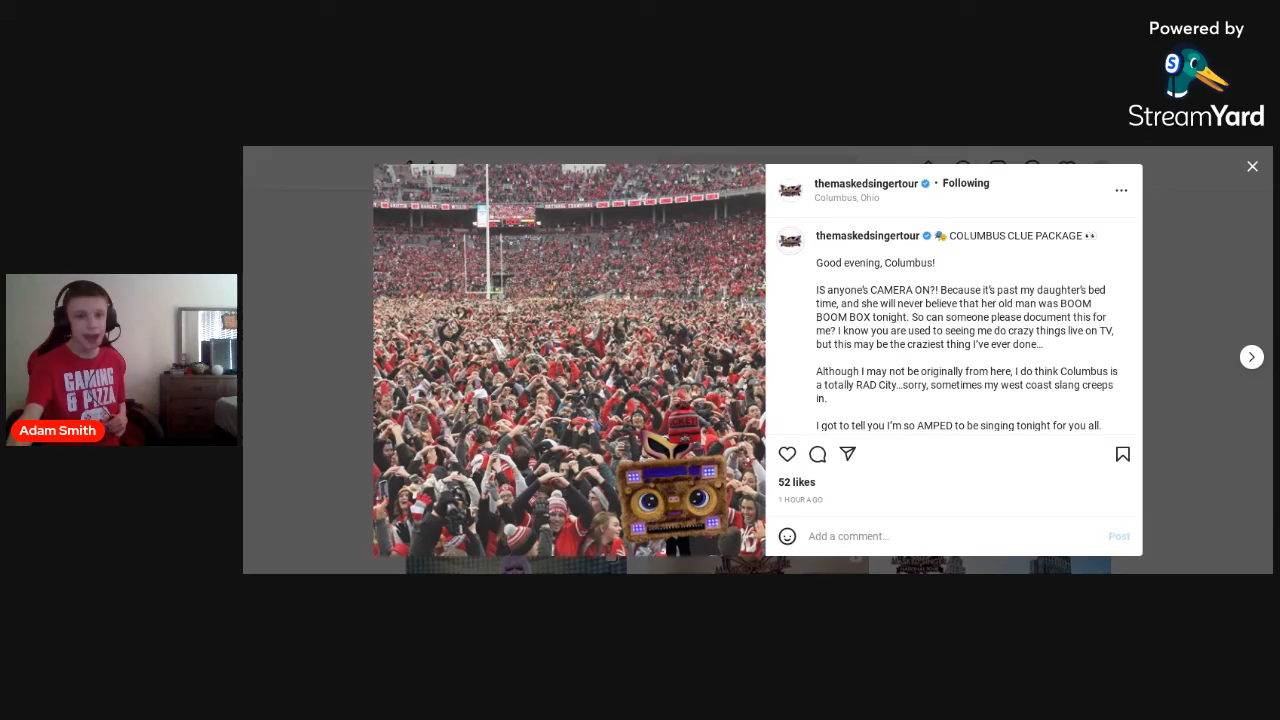 Powered by
S
StreamYard
themaskedsingertour • Following
Columbus, Ohio
themaskedsingertour 🎭 COLUMBUS CLUE PACKAGE 👀
Good evening, Columbus!
IS anyone's CAMERA ON?! Because it's past my daughter's bed
time, and she will never believe that her old man was BOOM
BOOM BOX tonight. So can someone please document this for
me? I know you are used to seeing me do crazy things live on TV,
but this may be the craziest thing I've ever done…
Although I may not be originally from here, I do think Columbus is
a totally RAD City…sorry, sometimes my west coast slang creeps
in.
I got to tell you I'm so AMPED to be singing tonight for you all.
52 likes
1 HOUR AGO
Add a comment…
Post
GAMING
& PIZZA
Adam Smith